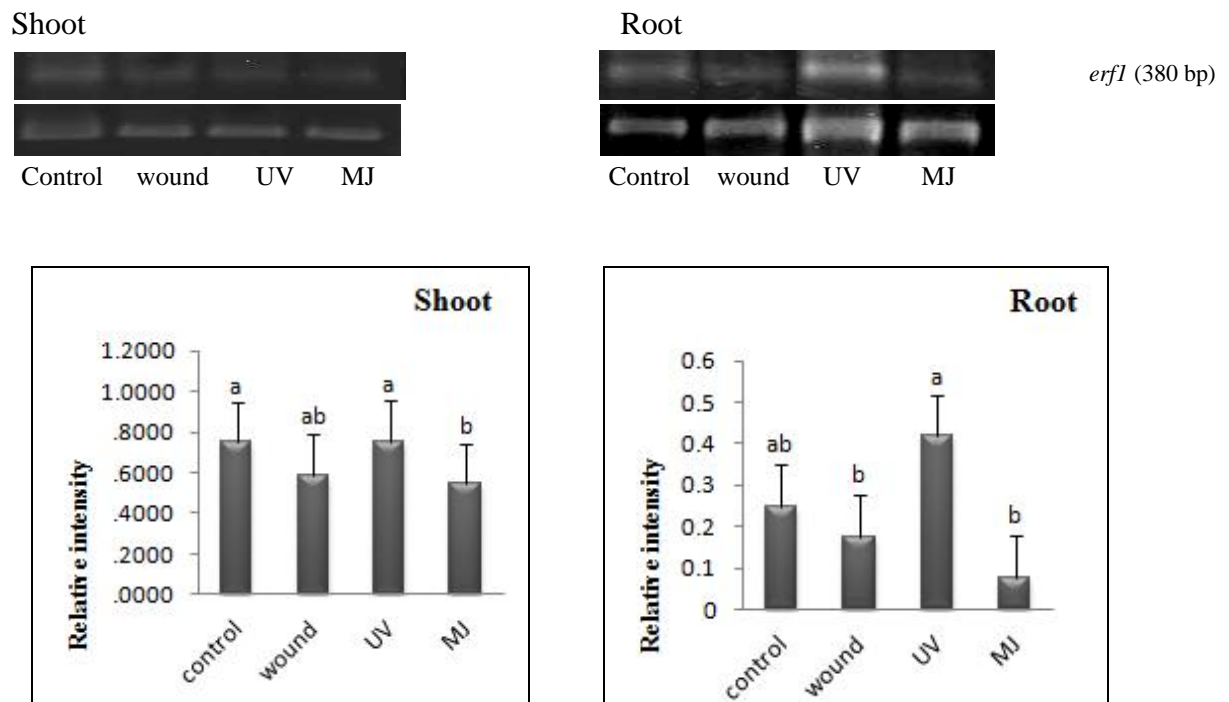 Shoot
Root
erf1 (380 bp)
Control wound UV MJ
Control wound UV MJ
Shoot
1.2000
1.0000
.8000
.6000
.4000
.2000
.0000
Relative intensity
a
ab
a
b
control
wound
UV
MJ
Root
0.6
0.5
0.4
0.3
0.2
0.1
0
Relative intensity
ab
b
a
b
control
wound
UV
MJ